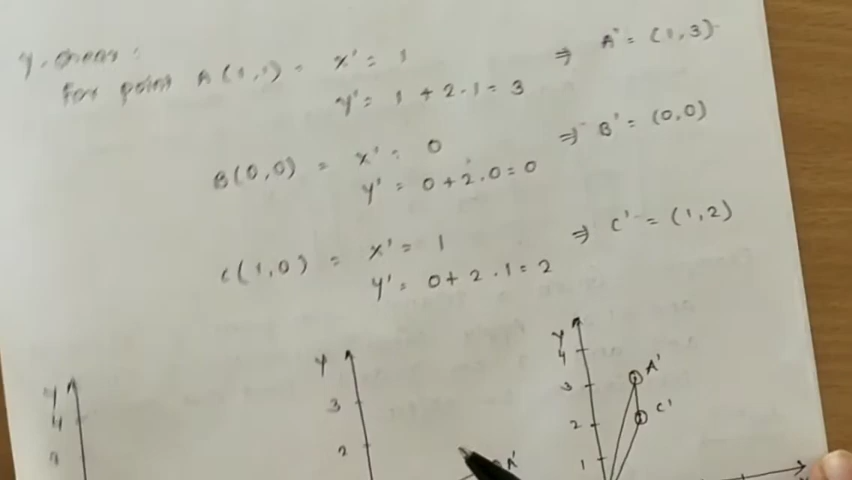 y-shear:
For point A(1,1) = x' = 1 ⇒ A' = (1,3)
y' = 1 + 2.1 = 3
B(0,0) = x' = 0 ⇒ B' = (0,0)
y' = 0 + 2.0 = 0
C(1,0) = x' = 1 ⇒ C' = (1,2)
y' = 0 + 2.1 = 2
Y 4
Y 3 2 A'
Y 4 3 2 1 A' C'